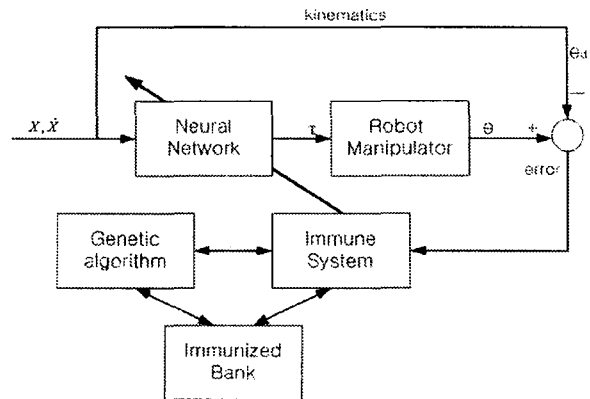 kinematics
Θd
−
X, Ẋ
Neural
Network
τ
Robot
Manipulator
Θ
+
error
Genetic
algorithm
Immune
System
Immunized
Bank